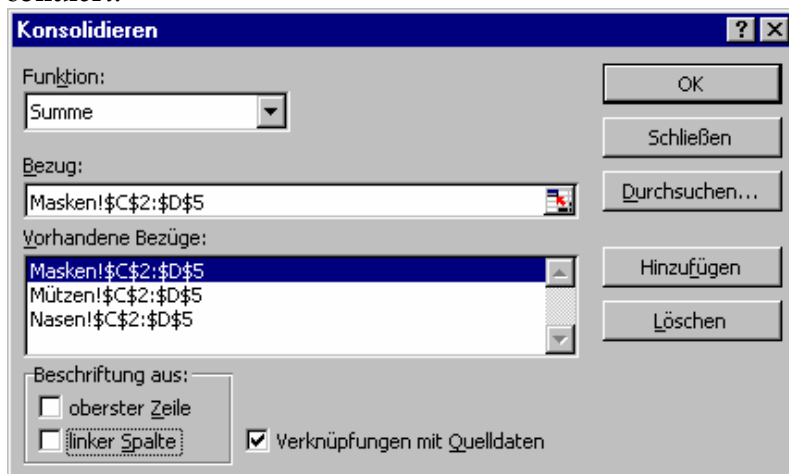 Konsolidieren
Funktion:
Summe
OK
Schließen
Bezug:
Masken!$C$2:$D$5
Durchsuchen...
Vorhandene Bezüge:
Masken!$C$2:$D$5
Mützen!$C$2:$D$5
Nasen!$C$2:$D$5
Hinzufügen
Löschen
Beschriftung aus:
oberster Zeile
linker Spalte
Verknüpfungen mit Quelldaten